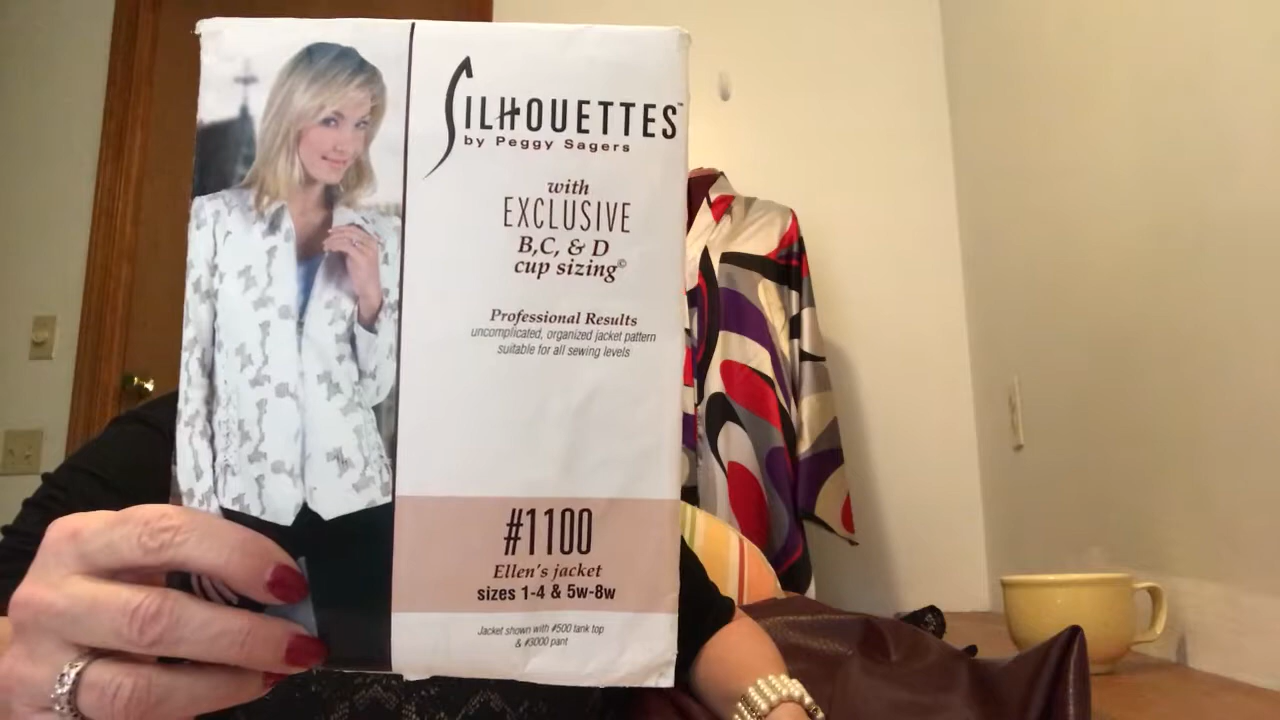 SILHOUETTES™
by Peggy Sagers
with
EXCLUSIVE
B,C, & D
cup sizing©
Professional Results
uncomplicated, organized jacket pattern
suitable for all sewing levels
#1100
Ellen's jacket
sizes 1-4 & 5w-8w
Jacket shown with #500 tank top
& #3000 pant